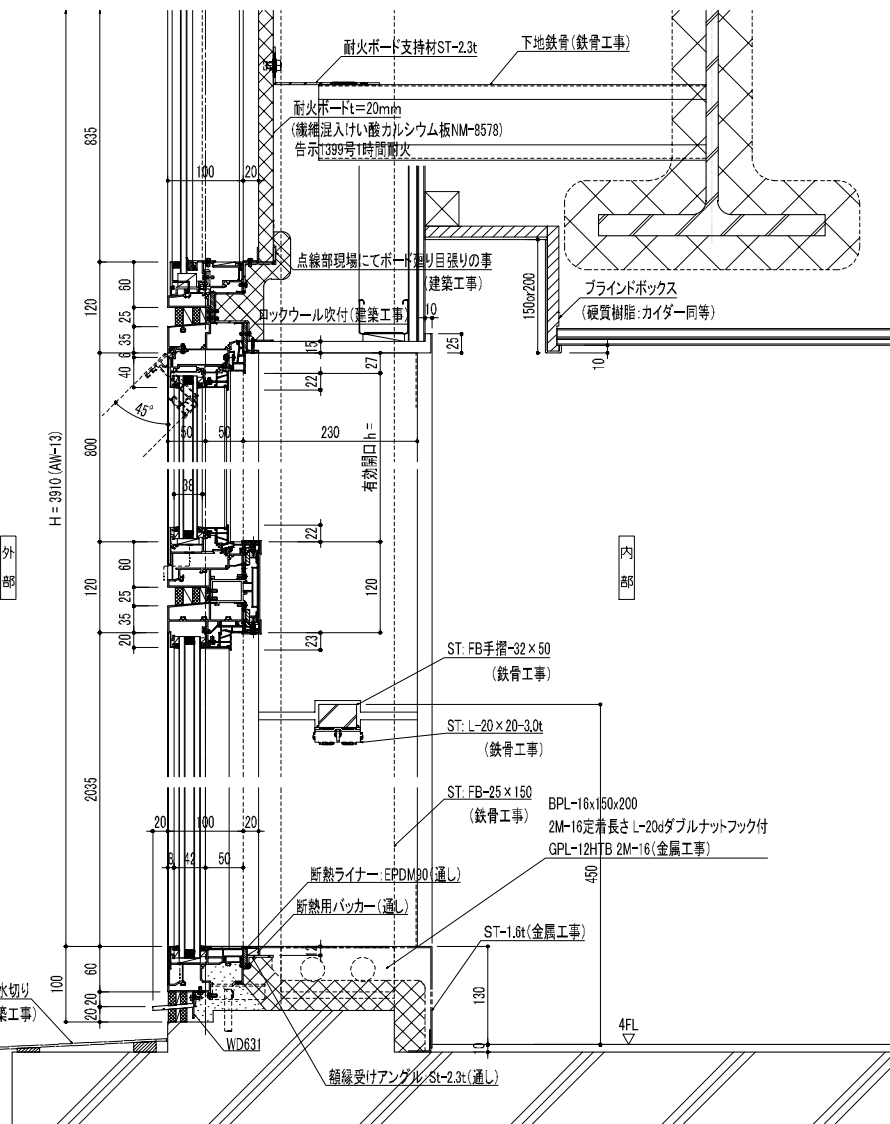 耐火ボード支持材ST-2.3t
下地鉄骨(鉄骨工事)
耐火ボードt=20mm
(繊維混入けい酸カルシウム板NM-8578)
告示1399号1時間耐火
835
100
20
点線部現場にてボード廻り目張りの事
(建築工事)
ロックウール吹付(建築工事)
ブラインドボックス
(硬質樹脂:カイダー同等)
150or200
10
10
25
15
27
22
120
60
25
35
6
40
45°
50
50
230
H = 3910 (AW-13)
800
有効開口 h =
38
22
外部
内部
120
60
25
35
20
120
23
ST: FB手摺-32×50
(鉄骨工事)
ST: L-20×20-3.0t
(鉄骨工事)
ST: FB-25×150
(鉄骨工事)
BPL-16x150x200
2M-16定着長さ L-20dダブルナットフック付
GPL-12HTB 2M-16(金属工事)
2035
20
100
20
8
42
50
450
断熱ライナー:EPDM90(通し)
断熱用バッカー(通し)
ST-1.6t(金属工事)
12
100
60
20
20
130
10
水切り
築工事)
WD631
4FL
額縁受けアングル St-2.3t(通し)